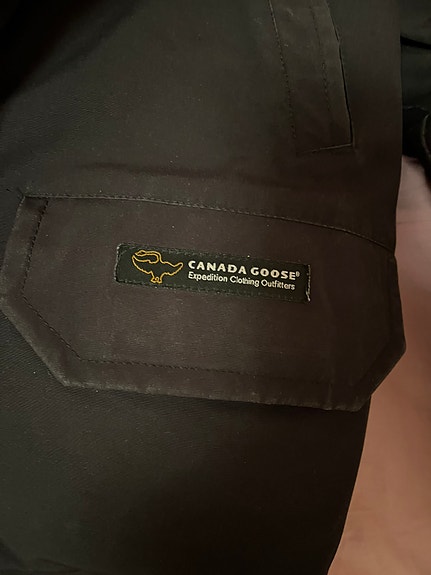 CANADA GOOSE®
Expedition Clothing Outfitters